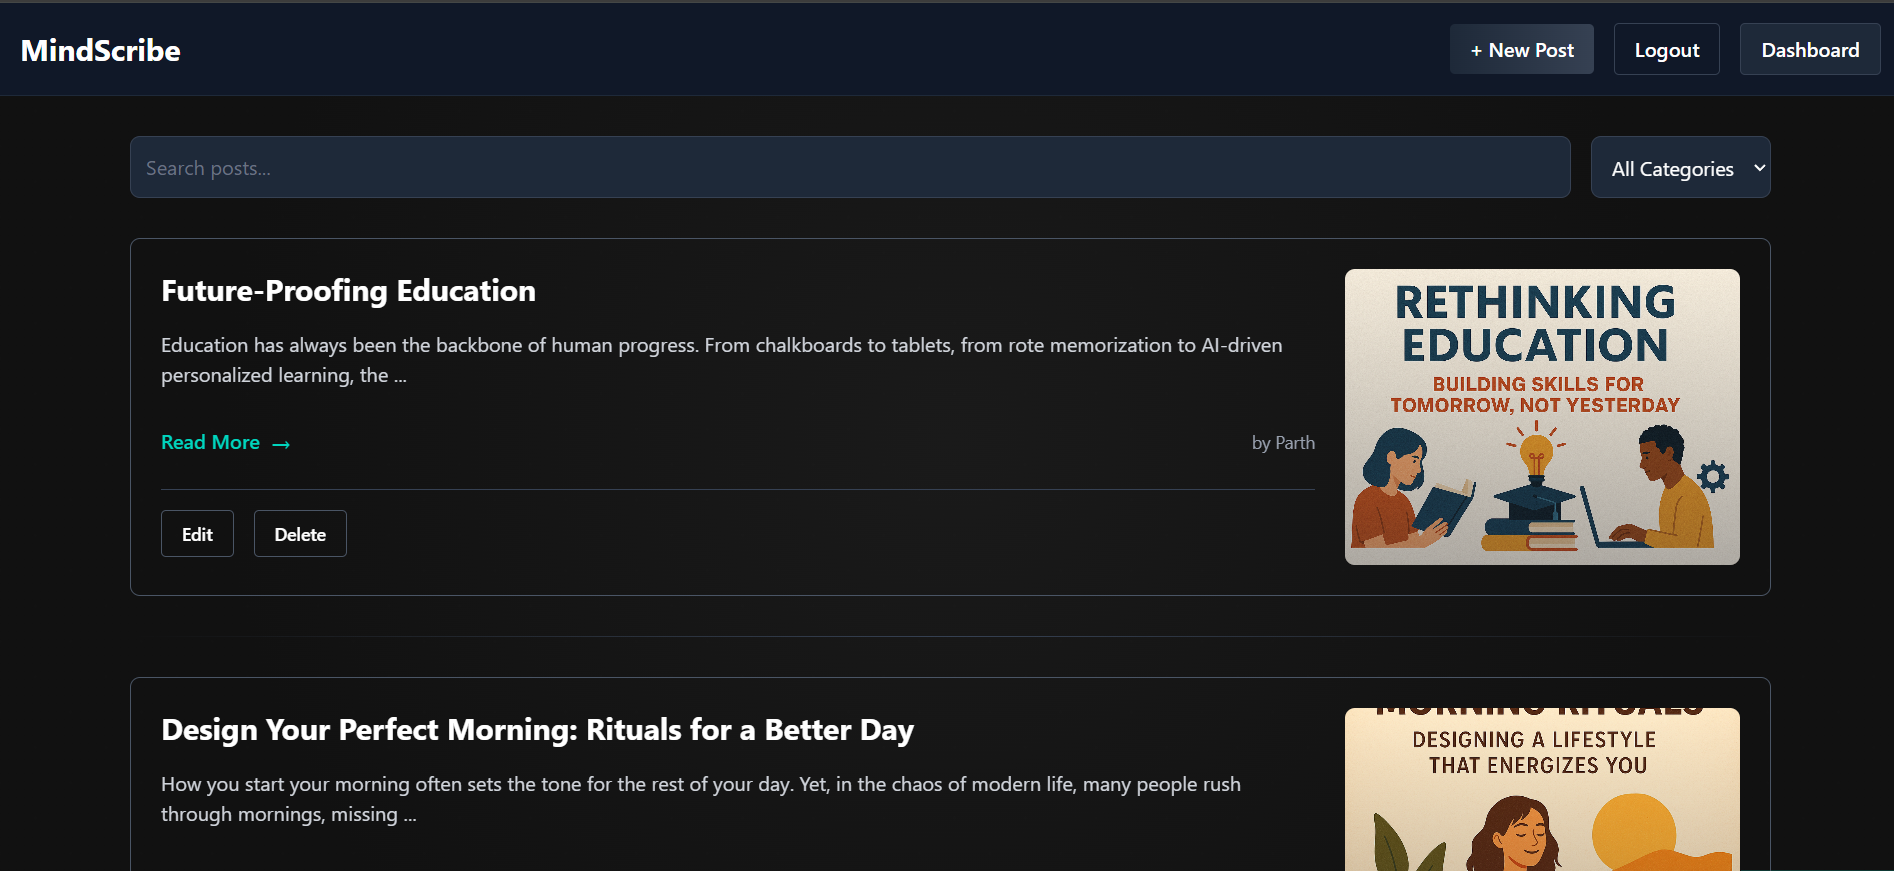 MindScribe
+ New Post
Logout
Dashboard
Search posts...
All Categories
Future-Proofing Education
Education has always been the backbone of human progress. From chalkboards to tablets, from rote memorization to AI-driven
personalized learning, the ...
Read More →
by Parth
Edit
Delete
RETHINKING
EDUCATION
BUILDING SKILLS FOR
TOMORROW, NOT YESTERDAY
Design Your Perfect Morning: Rituals for a Better Day
How you start your morning often sets the tone for the rest of your day. Yet, in the chaos of modern life, many people rush
through mornings, missing ...
MORNING RITUALS
DESIGNING A LIFESTYLE
THAT ENERGIZES YOU